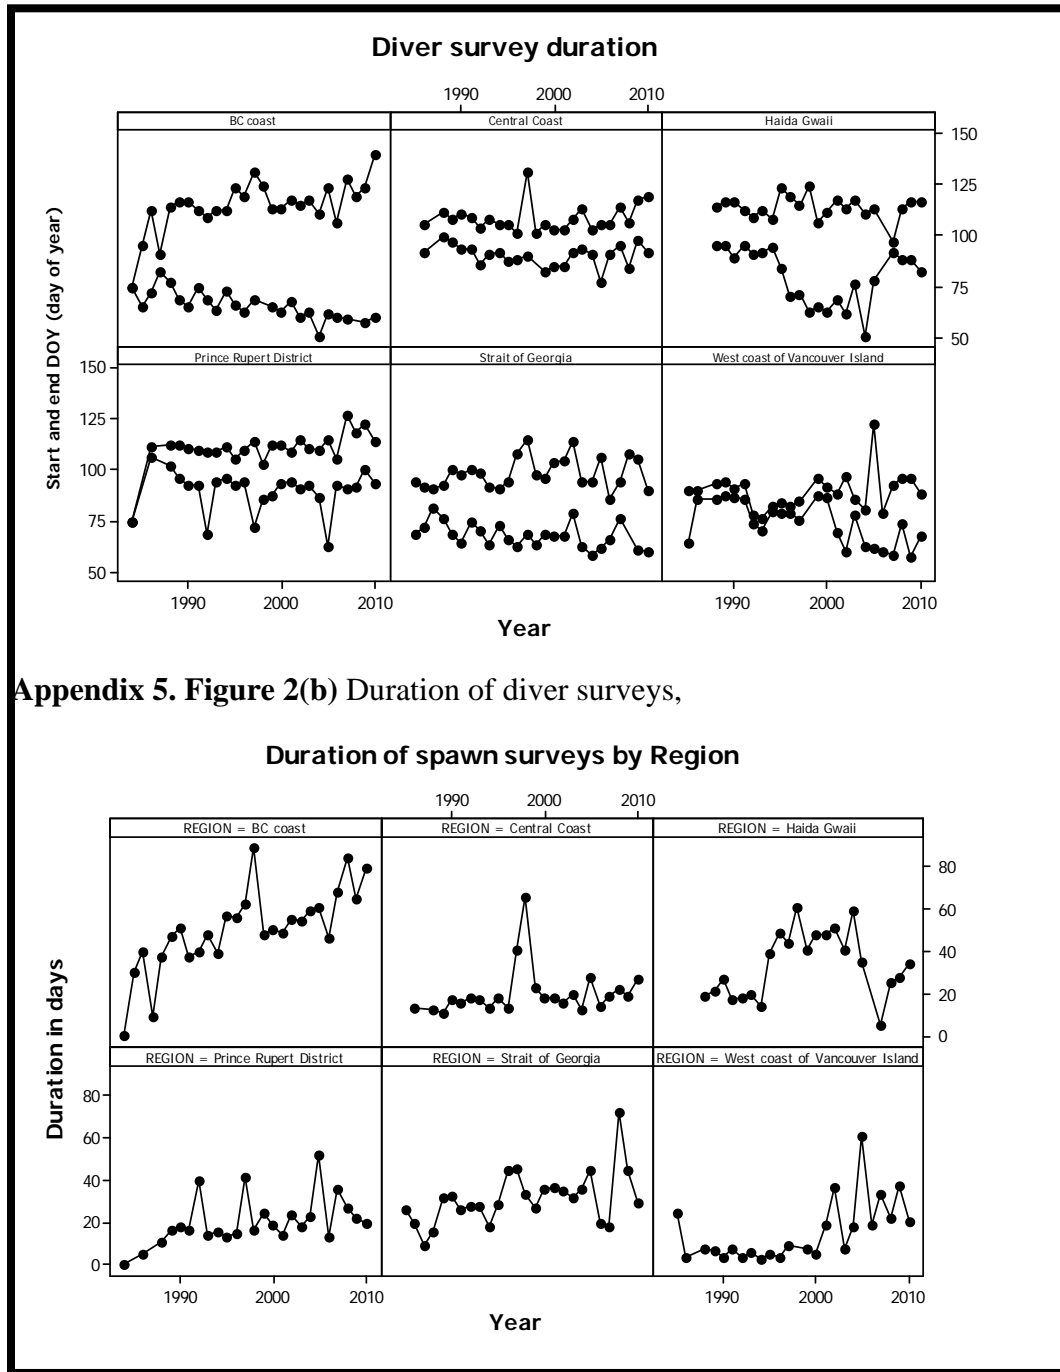 Diver survey duration
1990 2000 2010
BC coast Central Coast Haida Gwaii
150
125
100
75
50
Start and end DOY (day of year)
Prince Rupert District Strait of Georgia West coast of Vancouver Island
150
125
100
75
50
1990 2000 2010 1990 2000 2010
Year
Appendix 5. Figure 2(b) Duration of diver surveys,
Duration of spawn surveys by Region
1990 2000 2010
REGION = BC coast REGION = Central Coast REGION = Haida Gwaii
80
60
40
20
0
Duration in days
REGION = Prince Rupert District REGION = Strait of Georgia REGION = West coast of Vancouver Island
80
60
40
20
0
1990 2000 2010 1990 2000 2010
Year